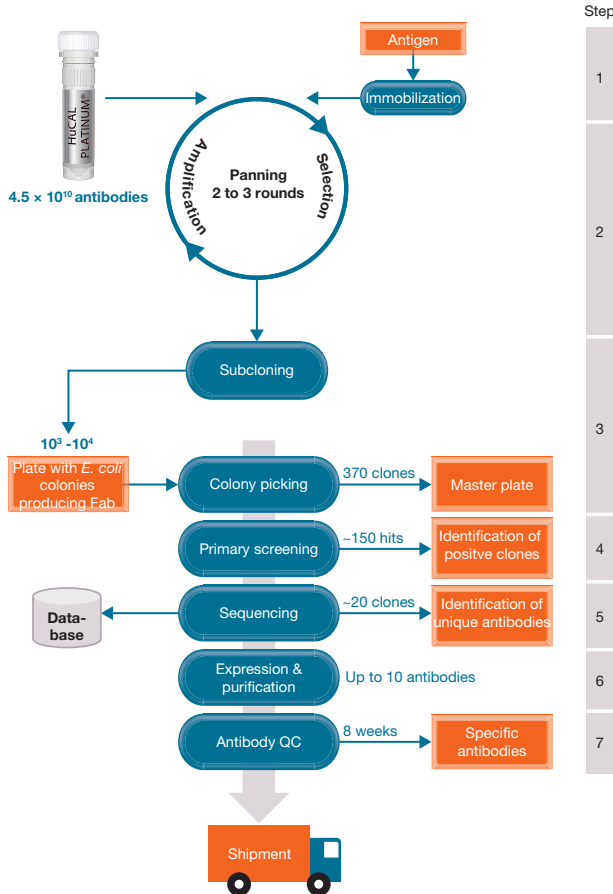 Step
Antigen
1
Immobilization
HuCAL
PLATINUM®
4.5 × 10¹⁰ antibodies
Amplification
Panning
2 to 3 rounds
Selection
2
Subcloning
3
10³ -10⁴
Plate with E. coli
colonies
producing Fab
Colony picking
370 clones
Master plate
Primary screening
~150 hits
Identification of
positve clones
4
Data-
base
Sequencing
~20 clones
Identification of
unique antibodies
5
Expression &
purification
Up to 10 antibodies
6
Antibody QC
8 weeks
Specific
antibodies
7
Shipment